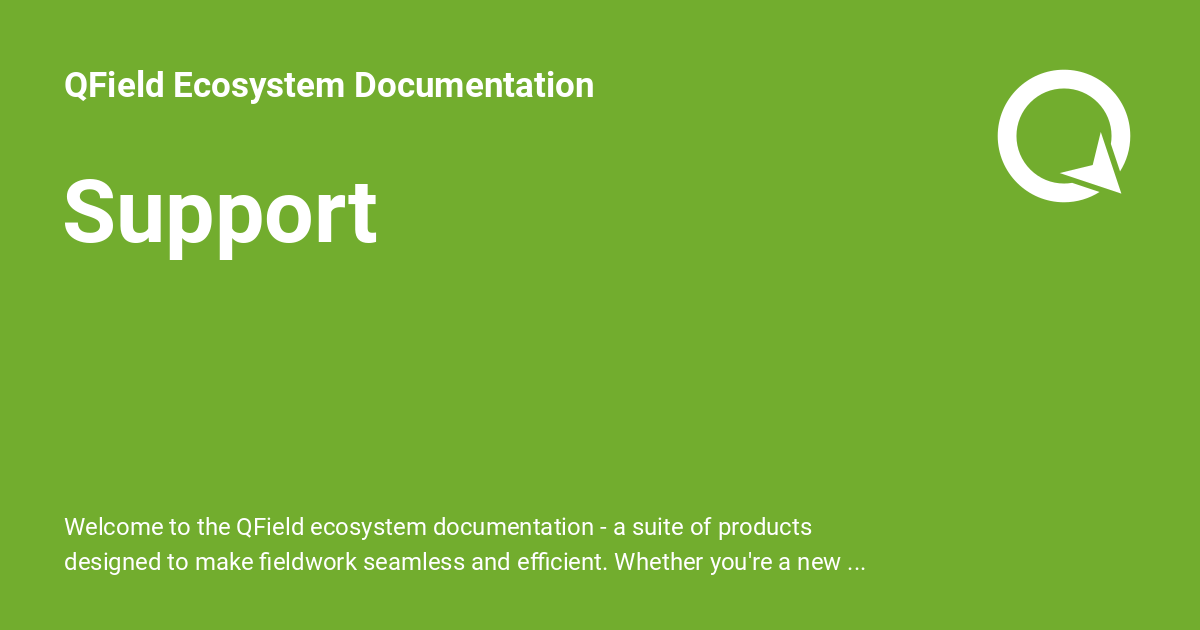 QField Ecosystem Documentation
Support
Welcome to the QField ecosystem documentation - a suite of products
designed to make fieldwork seamless and efficient. Whether you're a new ...